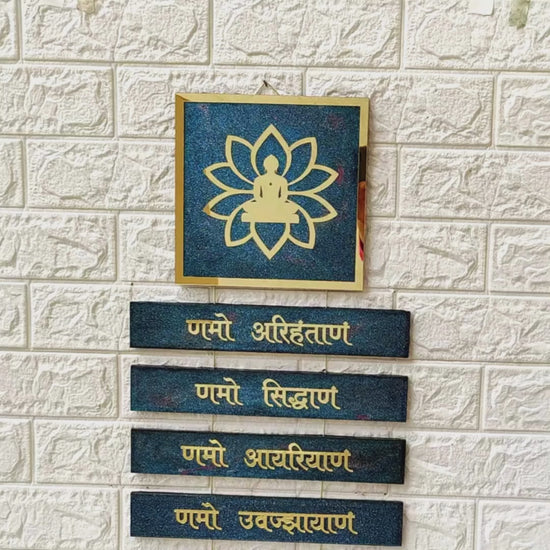 णमो अरिहंताणं
णमो सिद्धाणं
णमो आयरियाणं
णमो उवज्झायाणं